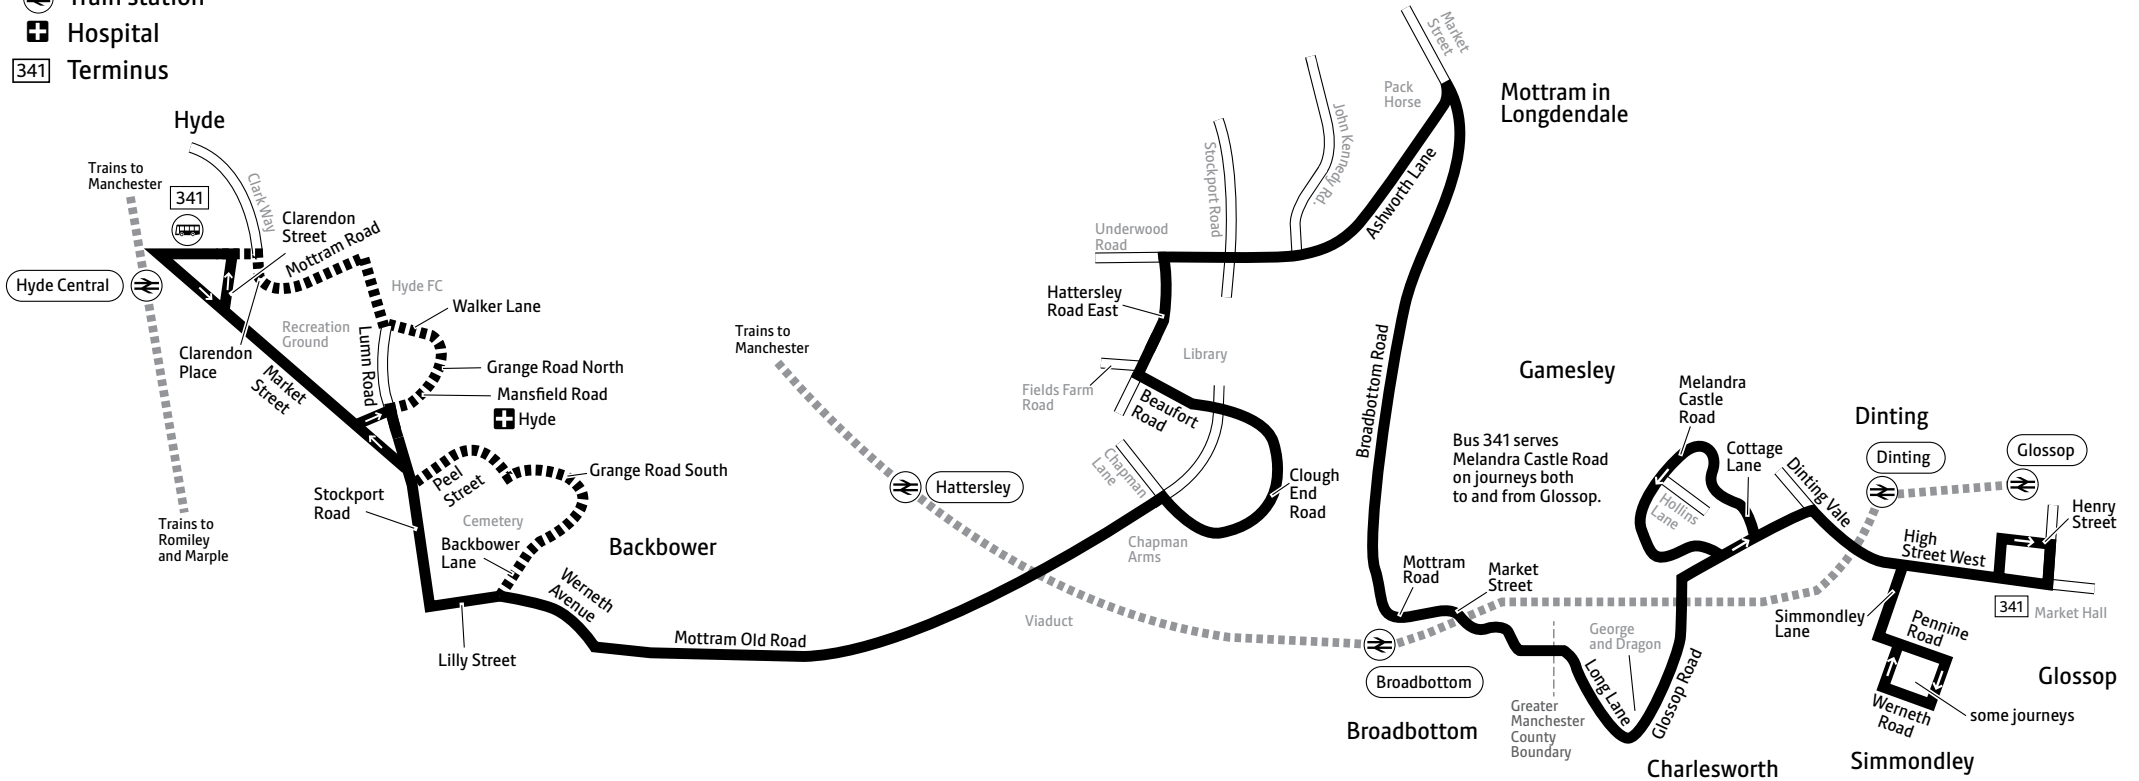 Train station
Hospital
341
Terminus
Hyde
Trains to
Manchester
341
Clark Way
Clarendon
Street
Mottram Road
Hyde Central
Hyde FC
Walker Lane
Recreation
Ground
Lumn Road
Clarendon
Place
Market
Street
Grange Road North
Mansfield Road
Hyde
Peel
Street
Grange Road South
Stockport
Road
Cemetery
Backbower
Lane
Backbower
Trains to
Romiley
and Marple
Werneth
Avenue
Lilly Street
Mottram Old Road
Trains to
Manchester
Hattersley
Viaduct
Market
Street
Pack
Horse
Mottram in
Longdendale
John Kennedy Rd.
Stockport Road
Ashworth Lane
Underwood
Road
Hattersley
Road East
Library
Fields Farm
Road
Beaufort
Road
Chapman
Lane
Clough
End
Road
Chapman
Arms
Broadbottom Road
Gamesley
Bus 341 serves
Melandra Castle Road
on journeys both
to and from Glossop.
Melandra
Castle
Road
Cottage
Lane
Hollins
Lane
Dinting Vale
Dinting
Dinting
Glossop
Henry
Street
High
Street West
341
Market Hall
Mottram
Road
Market
Street
Broadbottom
Broadbottom
Greater
Manchester
County
Boundary
George
and Dragon
Long Lane
Glossop Road
Charlesworth
Simmondley
Lane
Pennine
Road
Werneth
Road
some journeys
Glossop
Simmondley